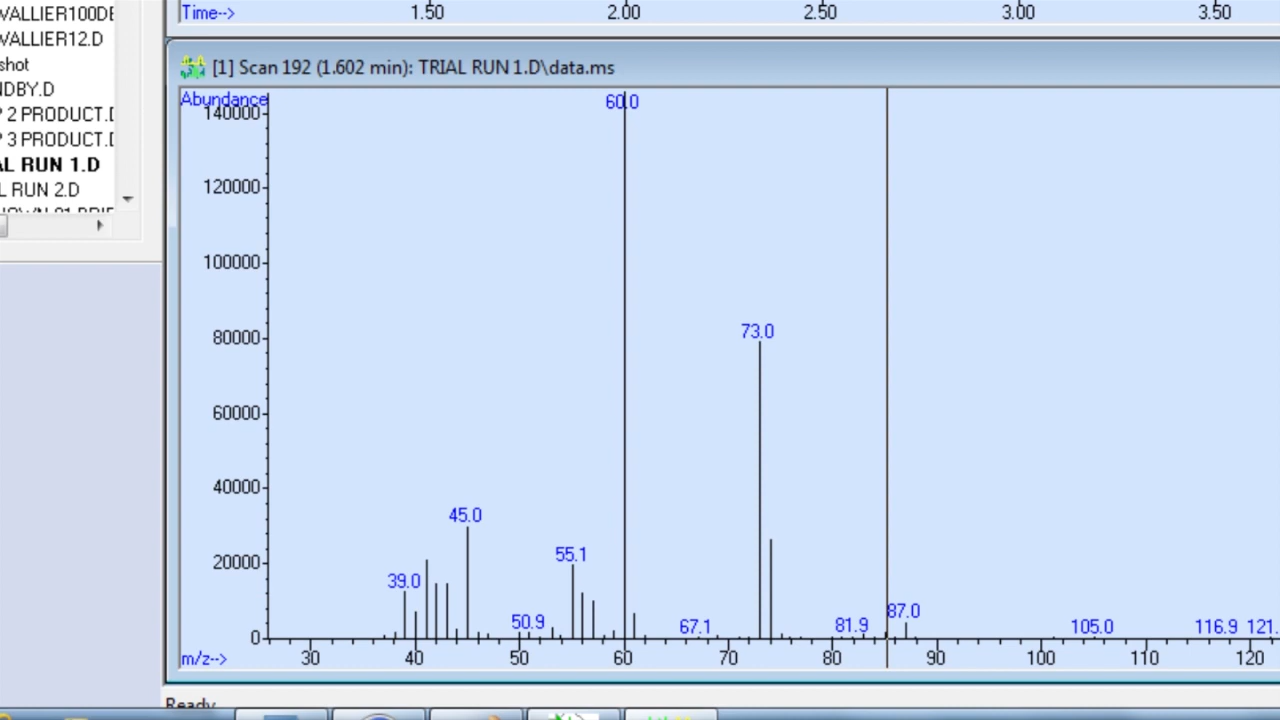 VALLIER100DE
Time--> 1.50 2.00 2.50 3.00 3.50
VALLIER12.D
shot
NDBY.D
P 2 PRODUCT.D
P 3 PRODUCT.D
AL RUN 1.D
L RUN 2.D
[1] Scan 192 (1.602 min): TRIAL RUN 1.D\data.ms
Abundance
60.0
140000
120000
100000
80000
73.0
60000
40000
45.0
55.1
20000
39.0
87.0
50.9 67.1 81.9 105.0 116.9 121.
0
m/z--> 30 40 50 60 70 80 90 100 110 120
Ready